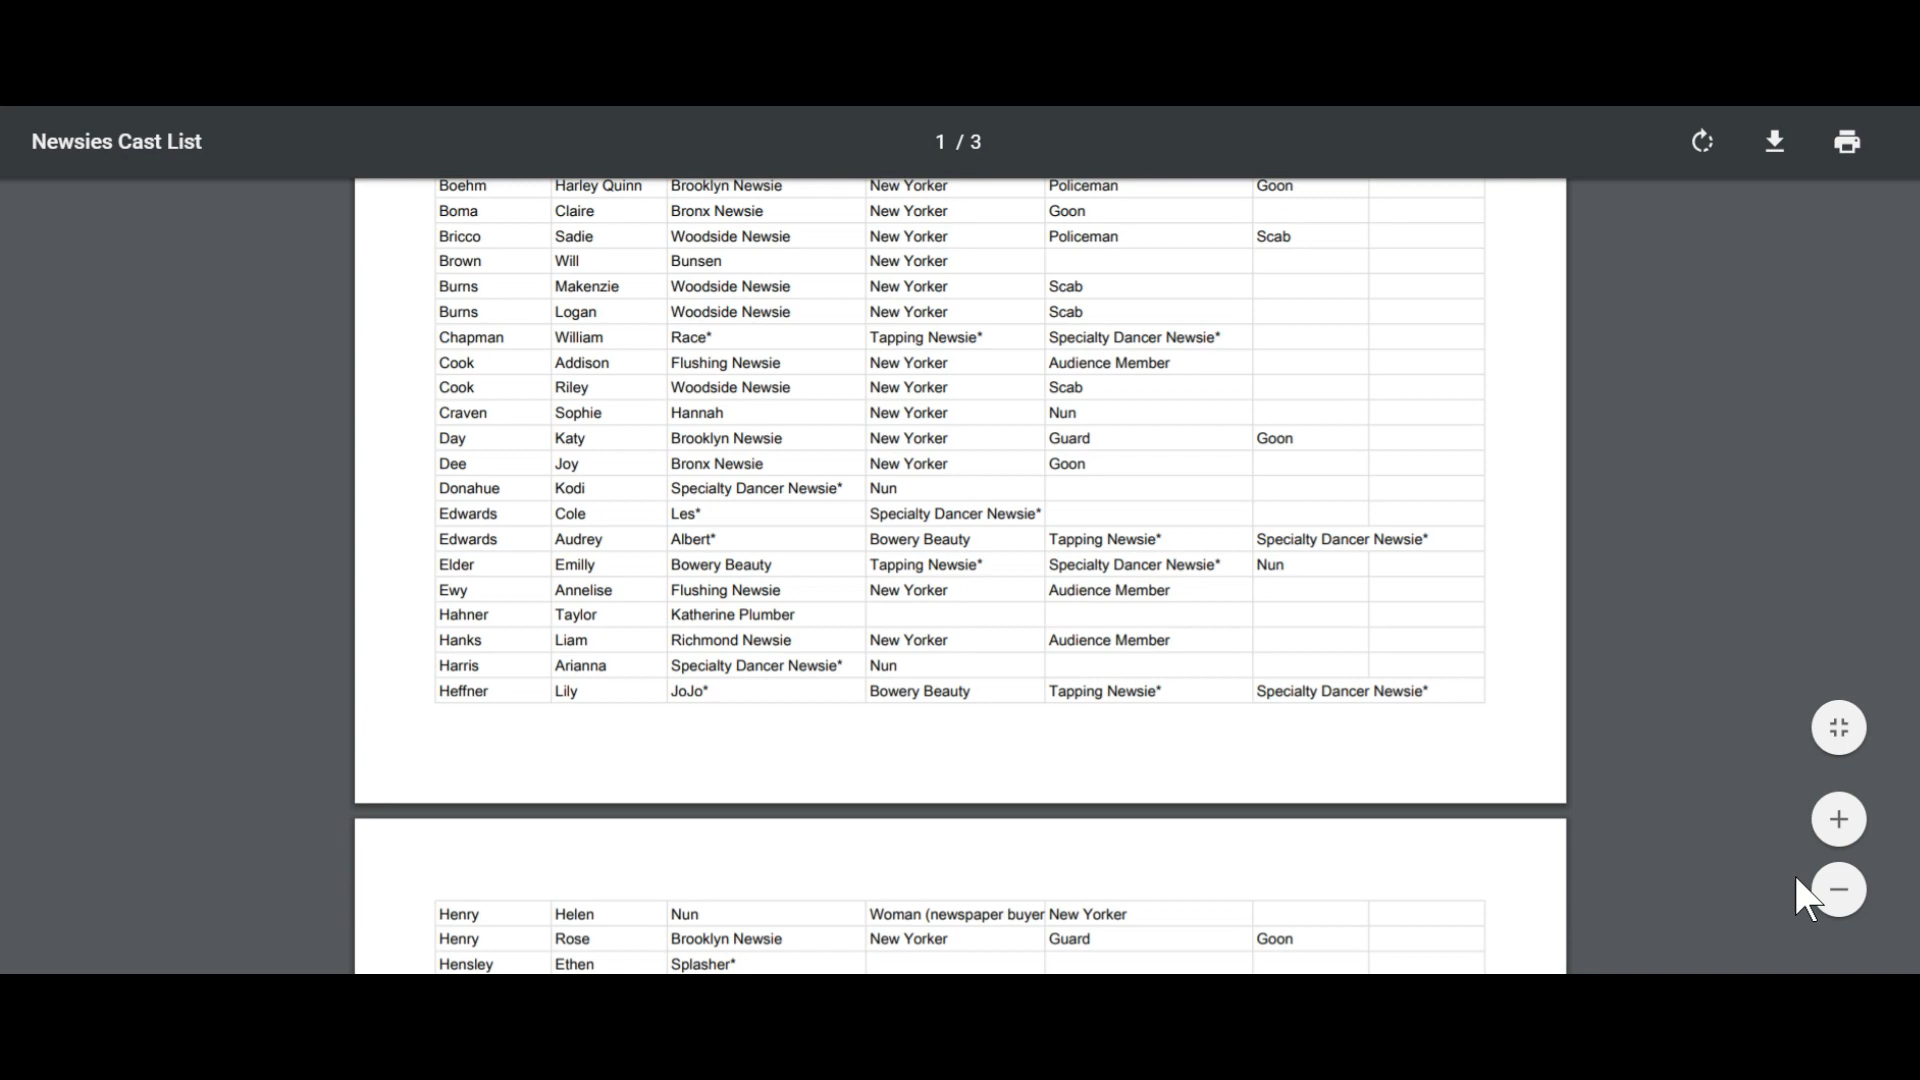 Newsies Cast List 1 / 3
Boehm Harley Quinn Brooklyn Newsie New Yorker Policeman Goon
Boma Claire Bronx Newsie New Yorker Goon
Bricco Sadie Woodside Newsie New Yorker Policeman Scab
Brown Will Bunsen New Yorker
Burns Makenzie Woodside Newsie New Yorker Scab
Burns Logan Woodside Newsie New Yorker Scab
Chapman William Race* Tapping Newsie* Specialty Dancer Newsie*
Cook Addison Flushing Newsie New Yorker Audience Member
Cook Riley Woodside Newsie New Yorker Scab
Craven Sophie Hannah New Yorker Nun
Day Katy Brooklyn Newsie New Yorker Guard Goon
Dee Joy Bronx Newsie New Yorker Goon
Donahue Kodi Specialty Dancer Newsie* Nun
Edwards Cole Les* Specialty Dancer Newsie*
Edwards Audrey Albert* Bowery Beauty Tapping Newsie* Specialty Dancer Newsie*
Elder Emilly Bowery Beauty Tapping Newsie* Specialty Dancer Newsie* Nun
Ewy Annelise Flushing Newsie New Yorker Audience Member
Hahner Taylor Katherine Plumber
Hanks Liam Richmond Newsie New Yorker Audience Member
Harris Arianna Specialty Dancer Newsie* Nun
Heffner Lily JoJo* Bowery Beauty Tapping Newsie* Specialty Dancer Newsie*
Henry Helen Nun Woman (newspaper buyer New Yorker
Henry Rose Brooklyn Newsie New Yorker Guard Goon
Hensley Ethen Splasher*